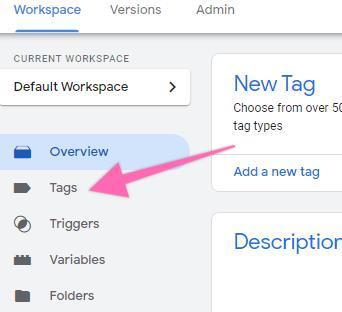 Workspace Versions Admin
CURRENT WORKSPACE
Default Workspace
Overview
Tags
Triggers
Variables
Folders
New Tag
Choose from over 50
tag types
Add a new tag
Description